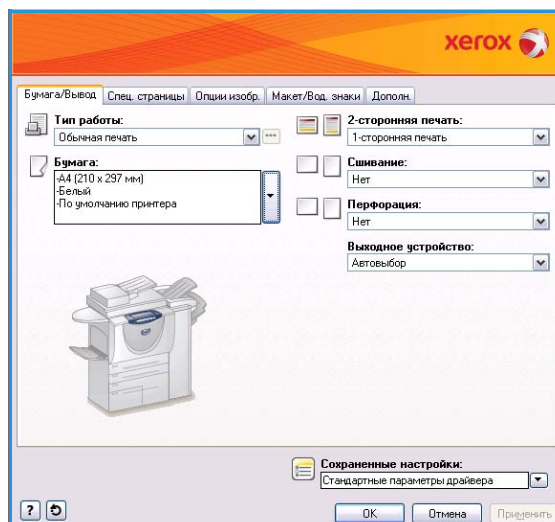 xerox
Бумага/Вывод Спец. страницы Опции изобр. Макет/Вод. знаки Дополн.
Тип работы:
Обычная печать
Бумага:
-A4 (210 x 297 мм)
-Белый
-По умолчанию принтера
2-сторонняя печать:
1-сторонняя печать
Сшивание:
Нет
Перфорация:
Нет
Выходное устройство:
Автовыбор
Сохраненные настройки:
Стандартные параметры драйвера
? OK Отмена Применить